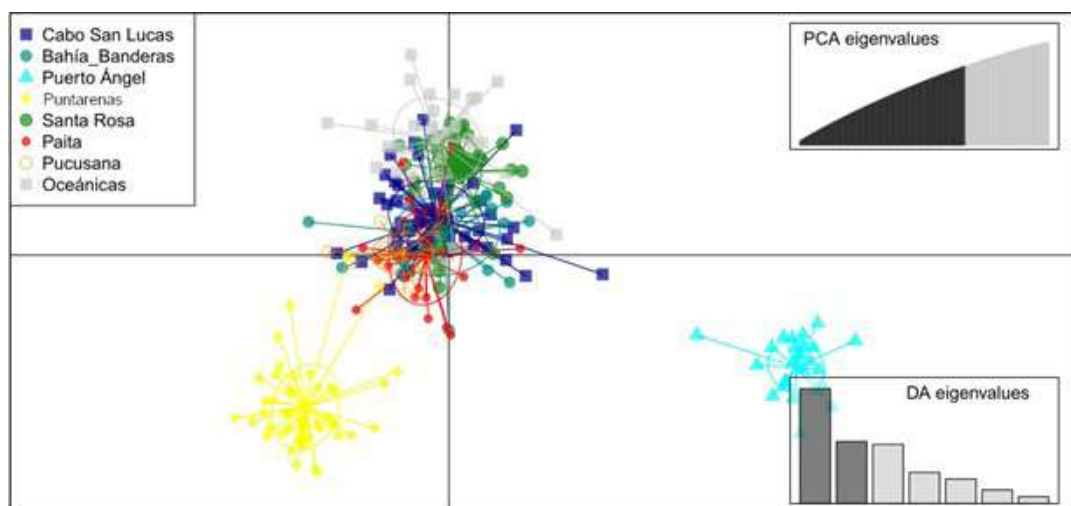 Cabo San Lucas
Bahía_Banderas
Puerto Ángel
Puntarenas
Santa Rosa
Paita
Pucusana
Oceánicas
PCA eigenvalues
DA eigenvalues